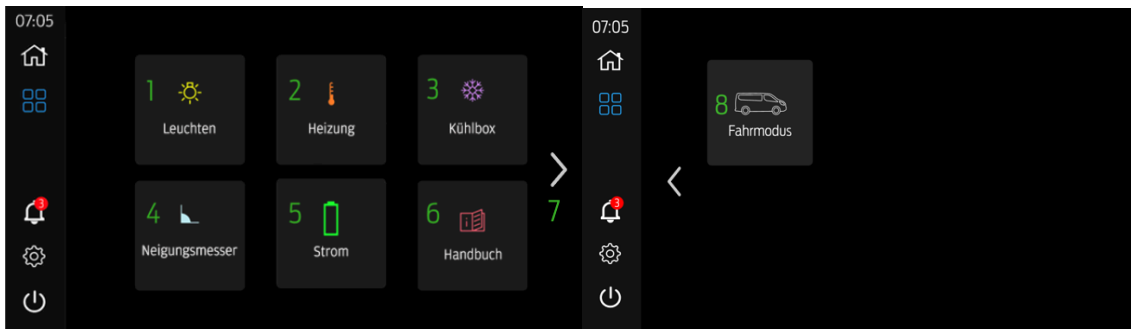 07:05
1
Leuchten
2
Heizung
3
Kühlbox
4
Neigungsmesser
5
Strom
6
Handbuch
7
3
07:05
8
Fahrmodus
3